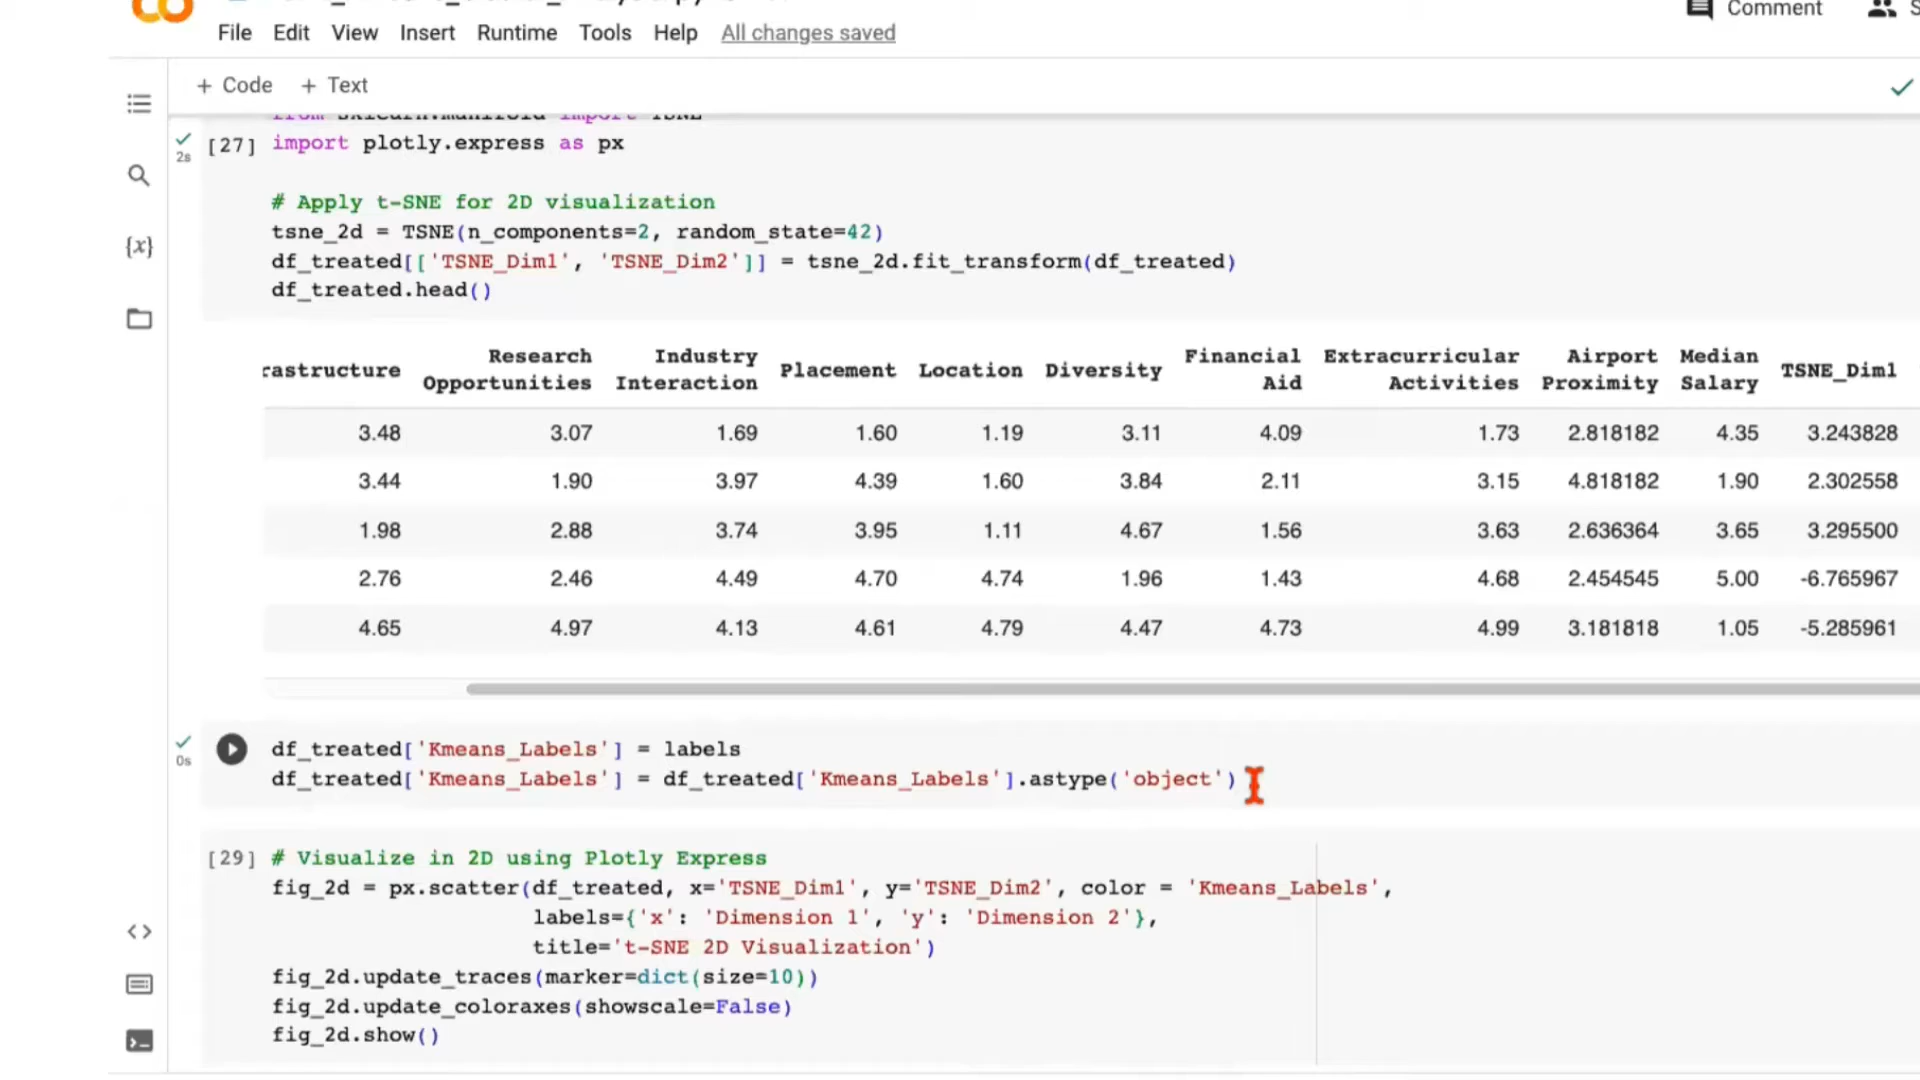 File Edit View Insert Runtime Tools Help All changes saved
Comment
+ Code + Text
from sklearn.manifold import TSNE
[27] import plotly.express as px
2s
# Apply t-SNE for 2D visualization
tsne_2d = TSNE(n_components=2, random_state=42)
df_treated[['TSNE_Dim1', 'TSNE_Dim2']] = tsne_2d.fit_transform(df_treated)
df_treated.head()
rastructure Research Opportunities Industry Interaction Placement Location Diversity Financial Aid Extracurricular Activities Airport Proximity Median Salary TSNE_Dim1
3.48 3.07 1.69 1.60 1.19 3.11 4.09 1.73 2.818182 4.35 3.243828
3.44 1.90 3.97 4.39 1.60 3.84 2.11 3.15 4.818182 1.90 2.302558
1.98 2.88 3.74 3.95 1.11 4.67 1.56 3.63 2.636364 3.65 3.295500
2.76 2.46 4.49 4.70 4.74 1.96 1.43 4.68 2.454545 5.00 -6.765967
4.65 4.97 4.13 4.61 4.79 4.47 4.73 4.99 3.181818 1.05 -5.285961
df_treated['Kmeans_Labels'] = labels
0s
df_treated['Kmeans_Labels'] = df_treated['Kmeans_Labels'].astype('object')
[29] # Visualize in 2D using Plotly Express
fig_2d = px.scatter(df_treated, x='TSNE_Dim1', y='TSNE_Dim2', color = 'Kmeans_Labels',
labels={'x': 'Dimension 1', 'y': 'Dimension 2'},
title='t-SNE 2D Visualization')
fig_2d.update_traces(marker=dict(size=10))
fig_2d.update_coloraxes(showscale=False)
fig_2d.show()